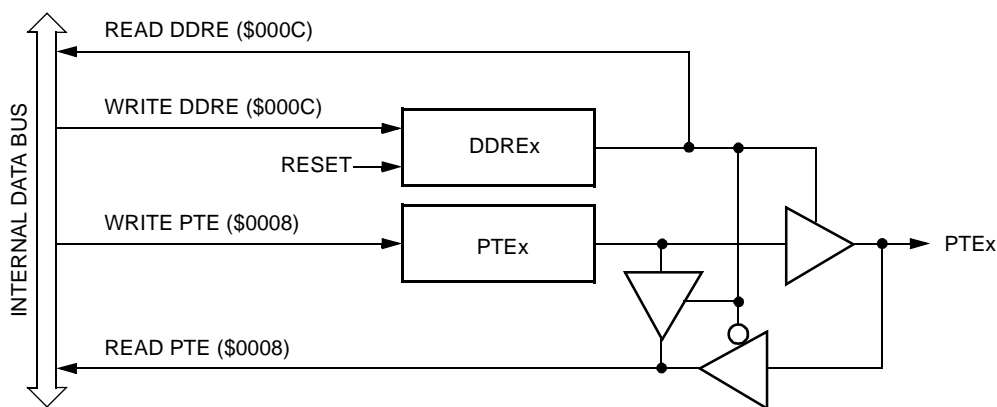 READ DDRE ($000C)
WRITE DDRE ($000C)
DDREx
RESET
WRITE PTE ($0008)
PTEx
PTEx
READ PTE ($0008)
INTERNAL DATA BUS